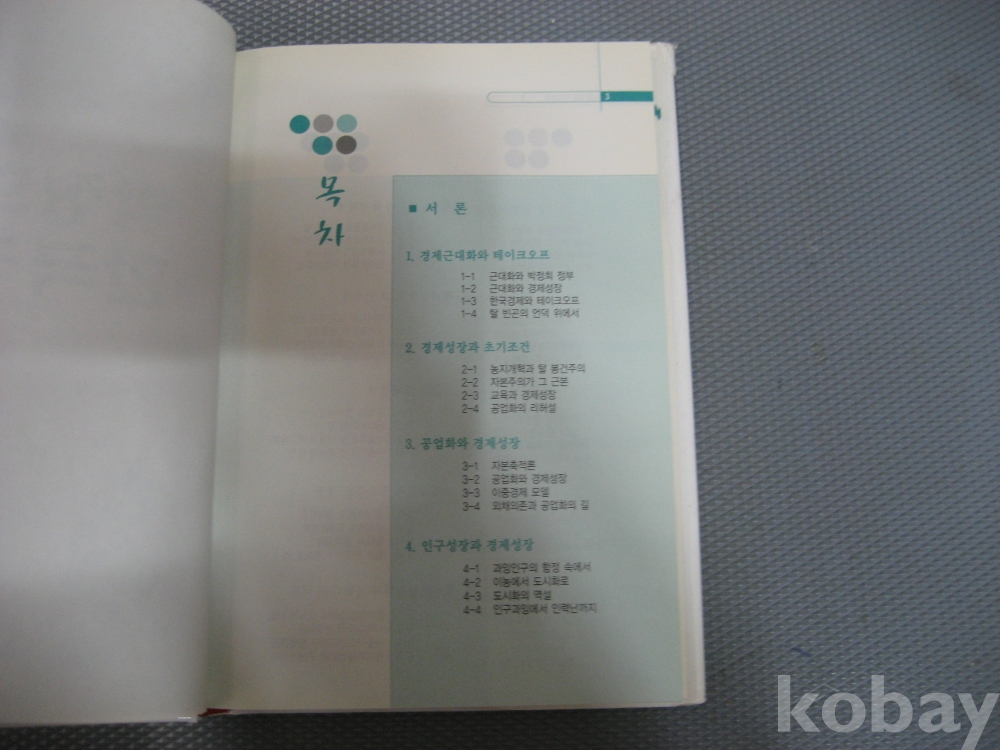 3
목
차
■ 서 론
1. 경제근대화와 테이크오프
1-1 근대화와 박정희 정부
1-2 근대화와 경제성장
1-3 한국경제와 테이크오프
1-4 탈 빈곤의 언덕 위에서
2. 경제성장과 초기조건
2-1 농지개혁과 탈 봉건주의
2-2 자본주의가 그 근본
2-3 교육과 경제성장
2-4 공업화의 리허설
3. 공업화와 경제성장
3-1 자본축적론
3-2 공업화와 경제성장
3-3 이중경제 모델
3-4 외채의존과 공업화의 길
4. 인구성장과 경제성장
4-1 과잉인구의 함정 속에서
4-2 이농에서 도시화로
4-3 도시화의 역설
4-4 인구과잉에서 인력난까지
kobay